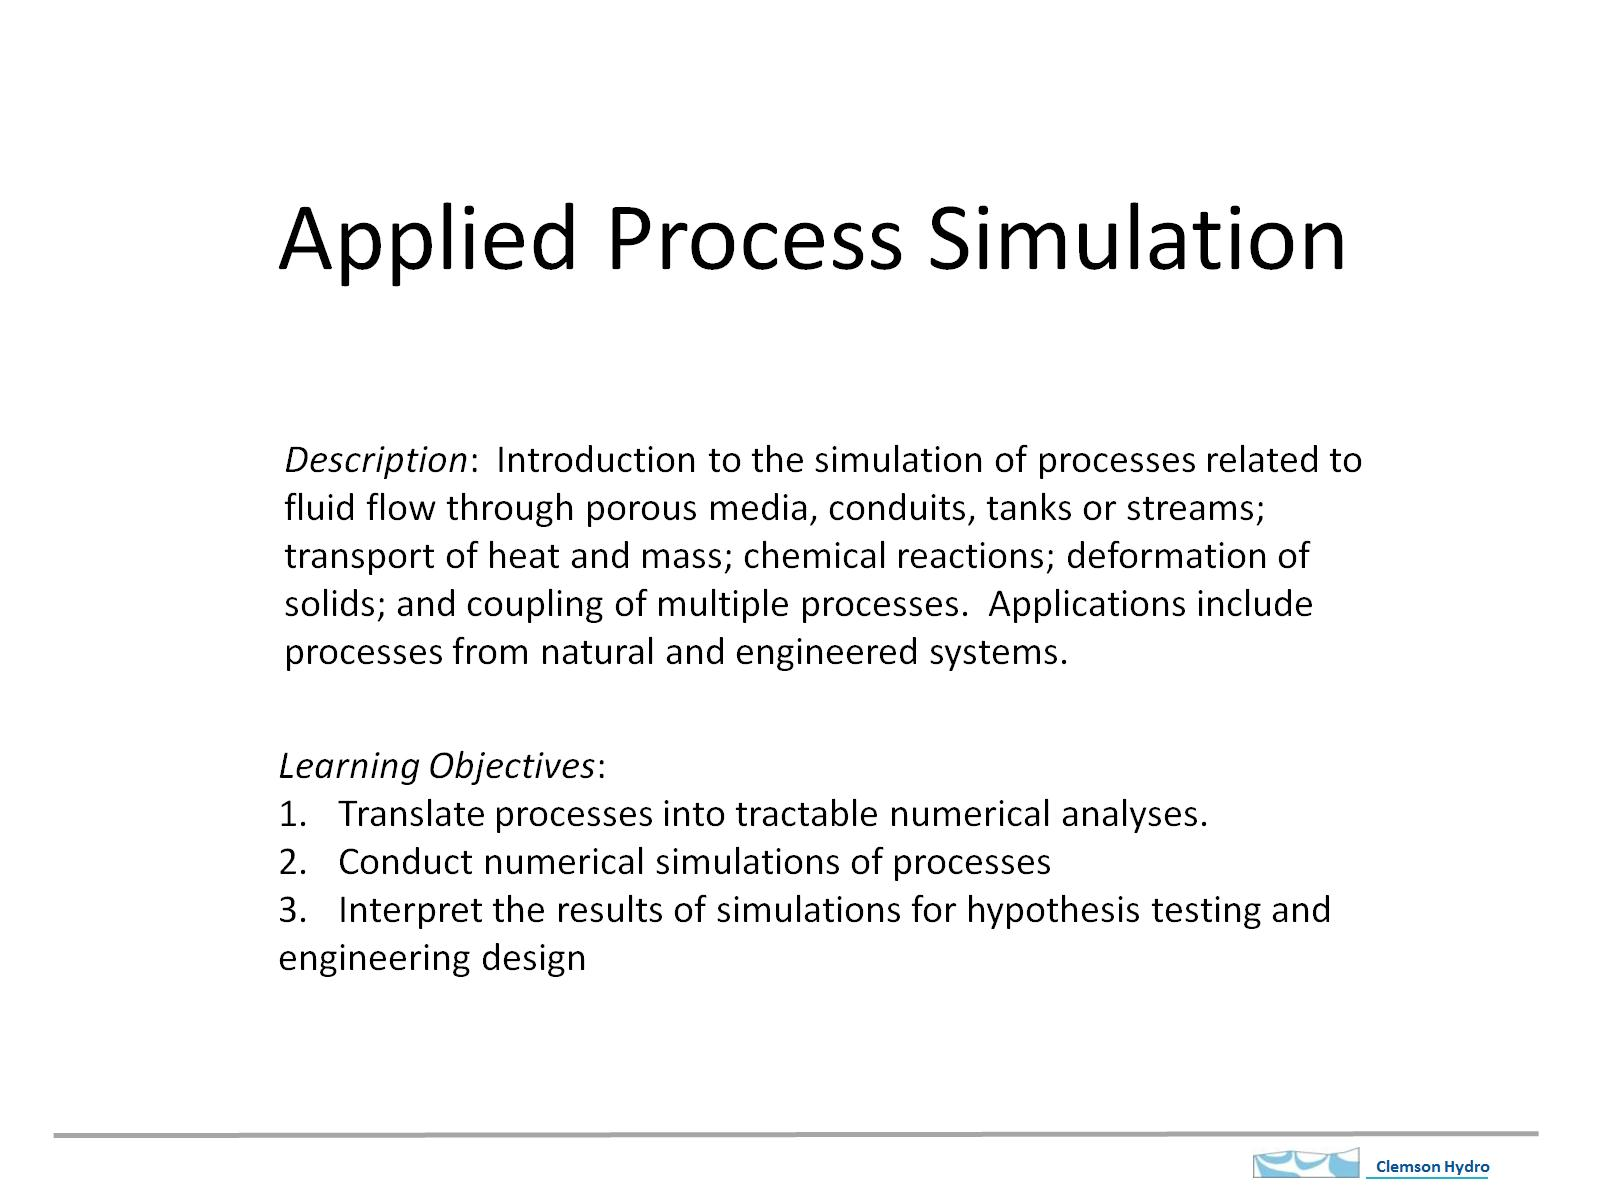 Applied Process Simulation
Description:  Introduction to the simulation of processes related to
fluid flow through porous media, conduits, tanks or streams;
transport of heat and mass; chemical reactions; deformation of
solids; and coupling of multiple processes.  Applications include
processes from natural and engineered systems.
Learning Objectives:
1.   Translate processes into tractable numerical analyses.
2.   Conduct numerical simulations of processes
3.   Interpret the results of simulations for hypothesis testing and
engineering design
Clemson Hydro